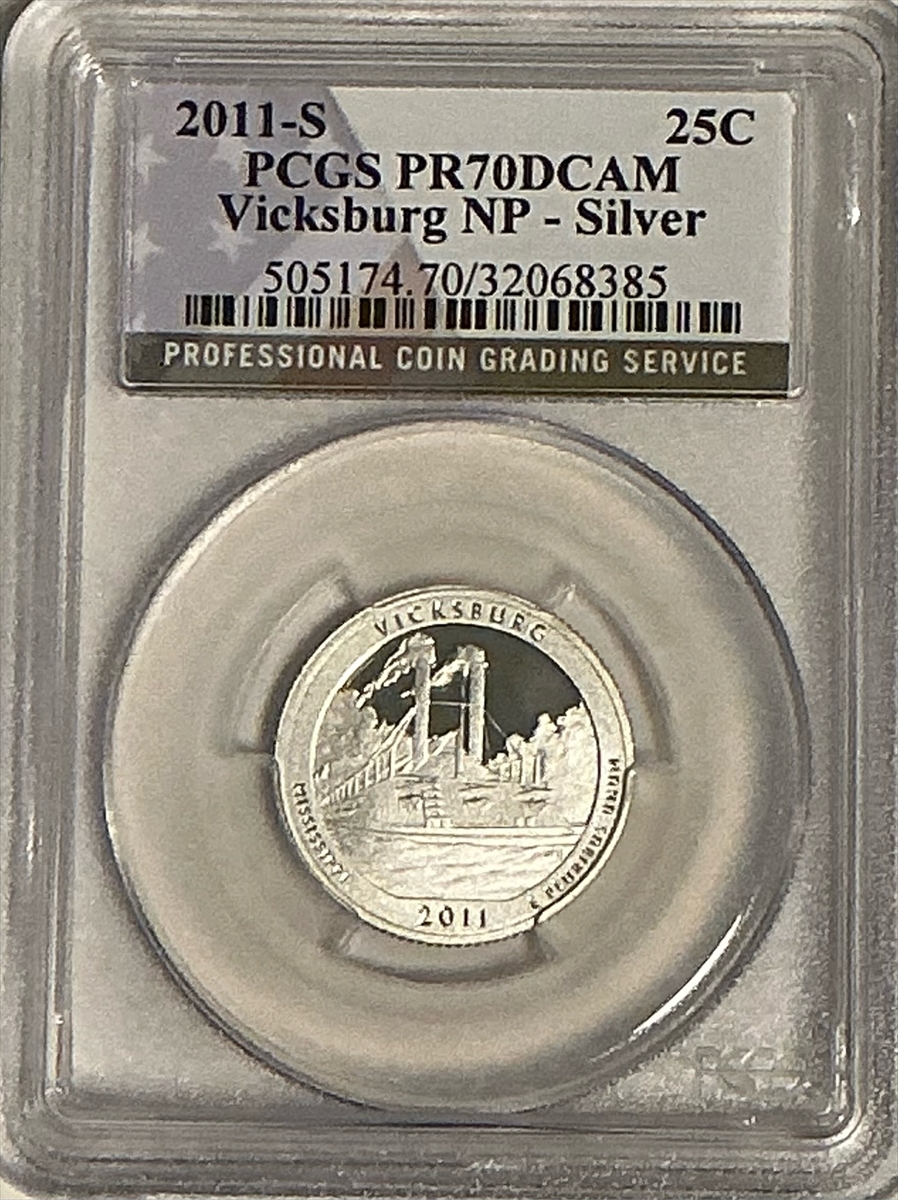 2011-S 25C
PCGS PR70DCAM
Vicksburg NP - Silver
505174.70/32068385
PROFESSIONAL COIN GRADING SERVICE
VICKSBURG
MISSISSIPPI
2011
E PLURIBUS UNUM
PCGS